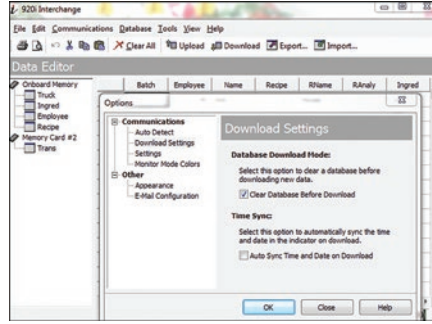 920i Interchange
File Edit Communications Database Tools View Help
Clear All Upload Download Export... Import...
Data Editor
Onboard Memory
Truck
Ingred
Employee
Recipe
Memory Card #2
Trans
Batch Employee Name Recipe RName RAnaly Ingred
Options
Communications
Auto Detect
Download Settings
Settings
Monitor Mode Colors
Other
Appearance
E-Mail Configuration
Download Settings
Database Download Mode:
Select this option to clear a database before
downloading new data.
Clear Database Before Download
Time Sync:
Select this option to automatically sync the time
and date in the indicator on download.
Auto Sync Time and Date on Download
OK Close Help